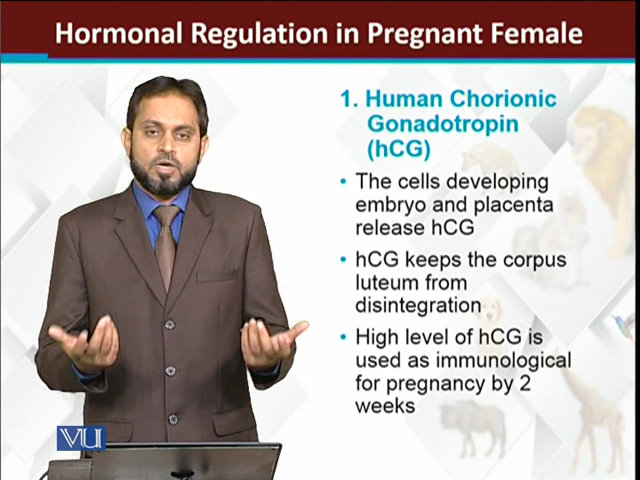 Hormonal Regulation in Pregnant Female
1. Human Chorionic
Gonadotropin
(hCG)
• The cells developing
embryo and placenta
release hCG
• hCG keeps the corpus
luteum from
disintegration
• High level of hCG is
used as immunological
for pregnancy by 2
weeks
VU